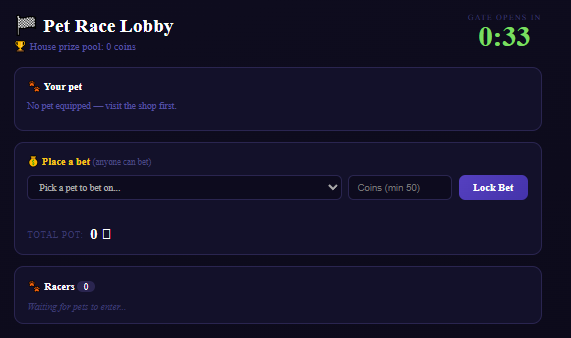 Pet Race Lobby
House prize pool: 0 coins
GATE OPENS IN
0:33
Your pet
No pet equipped — visit the shop first.
Place a bet (anyone can bet)
Pick a pet to bet on...
Coins (min 50)
Lock Bet
TOTAL POT: 0
Racers 0
Waiting for pets to enter...